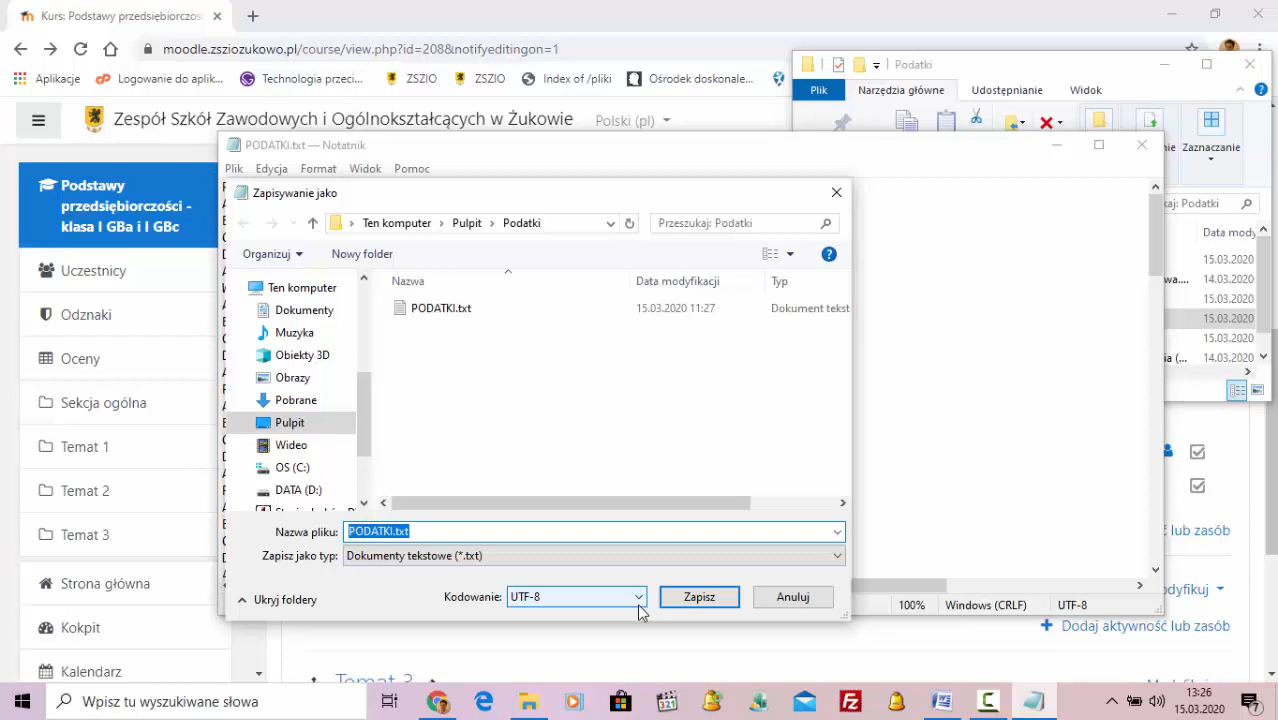 Kurs: Podstawy przedsiębiorczoś
moodle.zsziozukowo.pl/course/view.php?id=208&notifyeditingon=1
Aplikacje
Logowanie do aplik...
Technologia przeci...
ZSZIO
ZSZIO
Index of /pliki
Ośrodek doskonale...
Zespół Szkół Zawodowych i Ogólnokształcących w Żukowie
Polski (pl)
Podatki
Plik
Narzędzia główne
Udostępnianie
Widok
Zaznaczanie
Data mody
15.03.2020
14.03.2020
15.03.2020
15.03.2020
15.03.2020
14.03.2020
Podstawy
przedsiębiorczości -
klasa I GBa i I GBc
Uczestnicy
Odznaki
Oceny
Sekcja ogólna
Temat 1
Temat 2
Temat 3
Strona główna
Kokpit
Kalendarz
PODATKI.txt — Notatnik
Plik
Edycja
Format
Widok
Pomoc
Zapisywanie jako
Ten komputer
Pulpit
Podatki
Przeszukaj: Podatki
Organizuj
Nowy folder
Ten komputer
Dokumenty
Muzyka
Obiekty 3D
Obrazy
Pobrane
Pulpit
Wideo
OS (C:)
DATA (D:)
Nazwa
Data modyfikacji
Typ
PODATKI.txt
15.03.2020 11:27
Dokument tekst
Nazwa pliku:
PODATKI.txt
Zapisz jako typ:
Dokumenty tekstowe (*.txt)
Ukryj foldery
Kodowanie:
UTF-8
Zapisz
Anuluj
100%
Windows (CRLF)
UTF-8
lub zasób
Dodaj aktywność lub zasób
Wpisz tu wyszukiwane słowa
321
13:26
15.03.2020
7